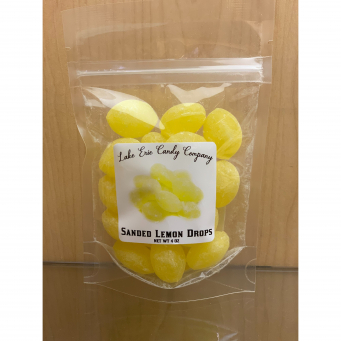 Lake Erie Candy Company
Sanded Lemon Drops
Net Wt 4 oz